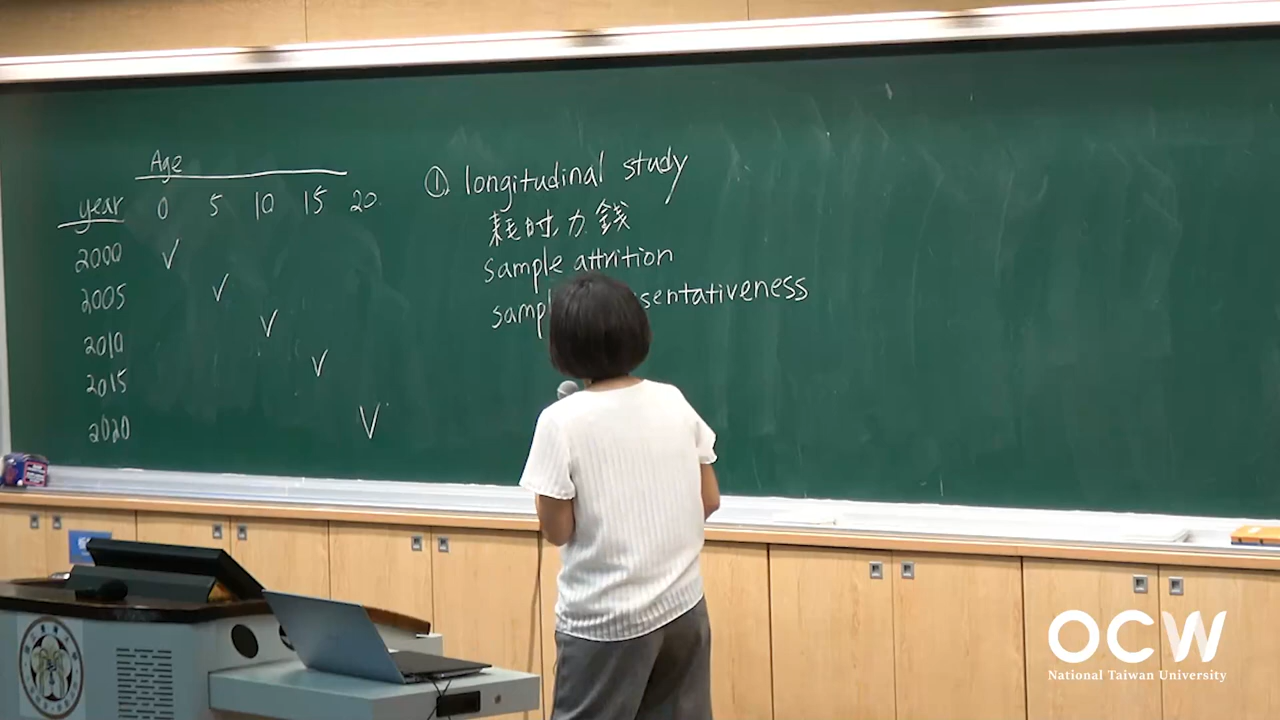 Age
year 0 5 10 15 20
2000 √
2005 √
2010 √
2015 √
2020 √
① longitudinal study
耗时力錢
sample attrition
sentativeness
OCW
National Taiwan University